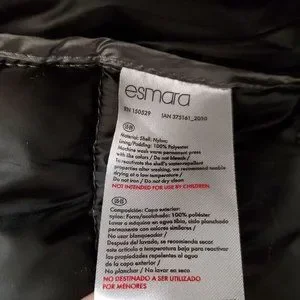 esmara
EN 150529 IAN 375161_2010
GB
Material: Shell: Nylon;
Lining/Padding: 100% Polyester
Machine wash warm permanent press
with like colors / Do not bleach /
To reactivate the shell's water-repellent
properties after washing, we recommend tumble
drying at a low temperature /
Do not iron / Do not dry clean
NOT INTENDED FOR USE BY CHILDREN.
ES
Composición: Capa exterior:
nylon; Forro/acolchado: 100% poliéster
Lavar a máquina en agua tibia, ciclo planchado
permanente con colores similares /
No usar blanqueador /
Después del lavado, se recomienda secar
este artículo a temperatura baja para
reactivar las propiedades repelentes al agua
de la capa exterior /
No planchar / No lavar en seco
NO DESTINADO A SER UTILIZADO
POR MENORES